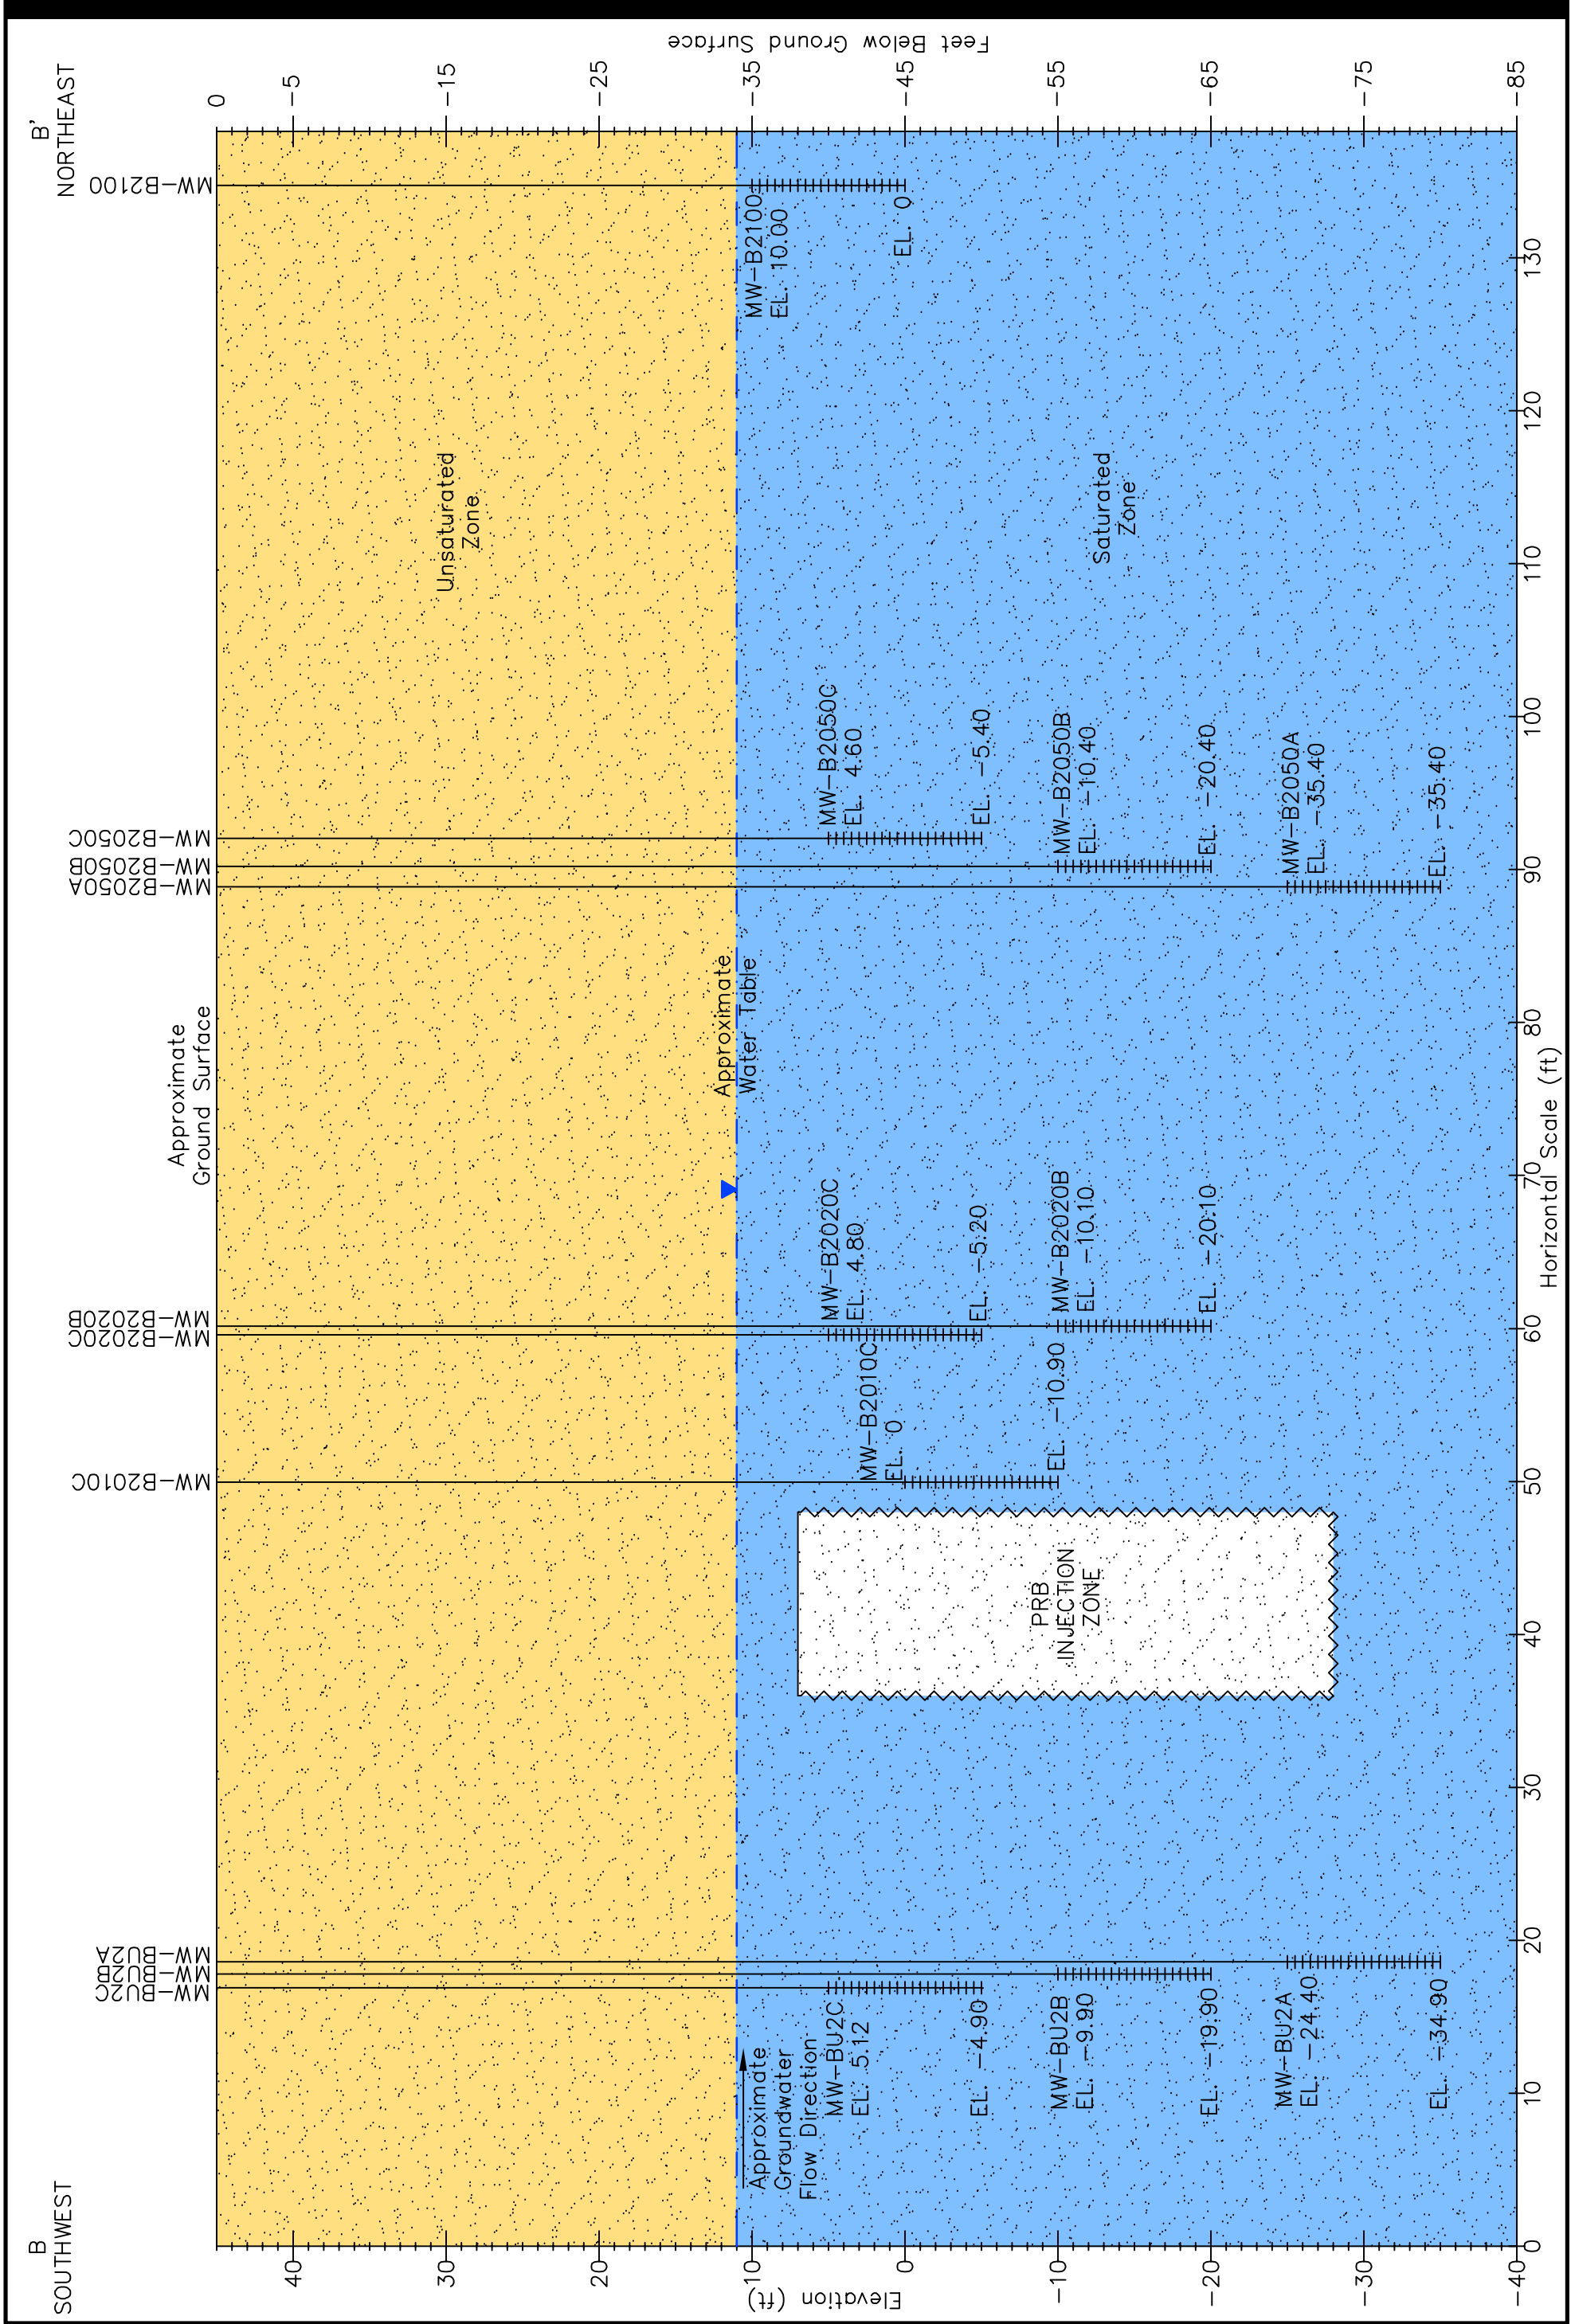 B
SOUTHWEST
B'
NORTHEAST
MW-BU2C
MW-BU2B
MW-BU2A
MW-B2010C
MW-B2020C
MW-B2020B
MW-B2050A
MW-B2050B
MW-B2050C
MW-B2100
Approximate
Ground Surface
Elevation (ft)
40
30
20
10
0
-10
-20
-30
-40
Feet Below Ground Surface
0
-5
-15
-25
-35
-45
-55
-65
-75
-85
Unsaturated
Zone
Approximate
Water Table
Saturated
Zone
Approximate
Groundwater
Flow Direction
MW-BU2C
EL. 5.12
EL. -4.90
MW-BU2B
EL. -9.90
EL. -19.90
MW-BU2A
EL. -24.40
EL. -34.90
PRB
INJECTION
ZONE
MW-B2010C
EL. 0
EL. -10.90
MW-B2020C
EL. 4.80
EL. -5.20
MW-B2020B
EL. -10.10
EL. -20.10
MW-B2050C
EL. 4.60
EL. -5.40
MW-B2050B
EL. -10.40
EL. -20.40
MW-B2050A
EL. -35.40
EL. -35.40
MW-B2100
EL. 10.00
EL. 0
0
10
20
30
40
50
60
70
80
90
100
110
120
130
Horizontal Scale (ft)